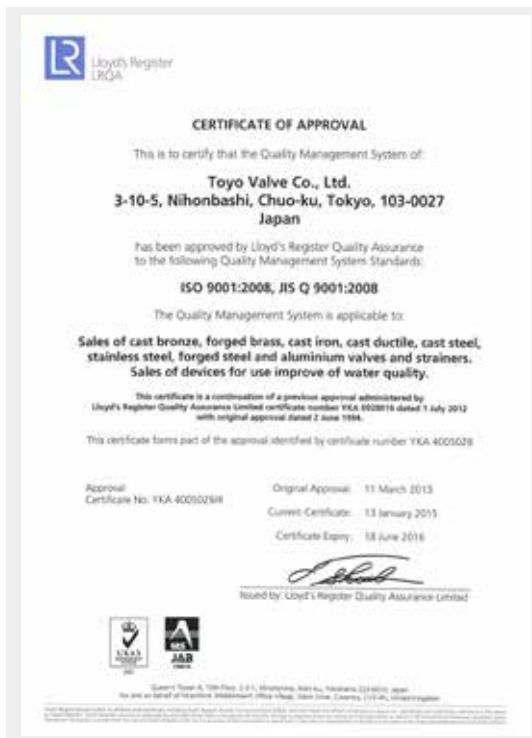 LR
Lloyd's Register
LRQA
CERTIFICATE OF APPROVAL
This is to certify that the Quality Management System of:
Toyo Valve Co., Ltd.
3-10-5, Nihonbashi, Chuo-ku, Tokyo, 103-0027
Japan
has been approved by Lloyd's Register Quality Assurance
to the following Quality Management System Standards:
ISO 9001:2008, JIS Q 9001:2008
The Quality Management System is applicable to:
Sales of cast bronze, forged brass, cast iron, cast ductile, cast steel,
stainless steel, forged steel and aluminium valves and strainers.
Sales of devices for use improve of water quality.
This certificate is a continuation of a previous approval administered by
Lloyd's Register Quality Assurance Limited certificate number YKA 0928016 dated 1 July 2012
with original approval dated 2 June 1994.
This certificate forms part of the approval identified by certificate number YKA 4005029
Approval
Certificate No: YKA 4005029/
Original Approval: 11 March 2013
Current Certificate: 13 January 2015
Certificate Expiry: 18 June 2016
Issued by: Lloyd's Register Quality Assurance Limited
UKAS
JAB